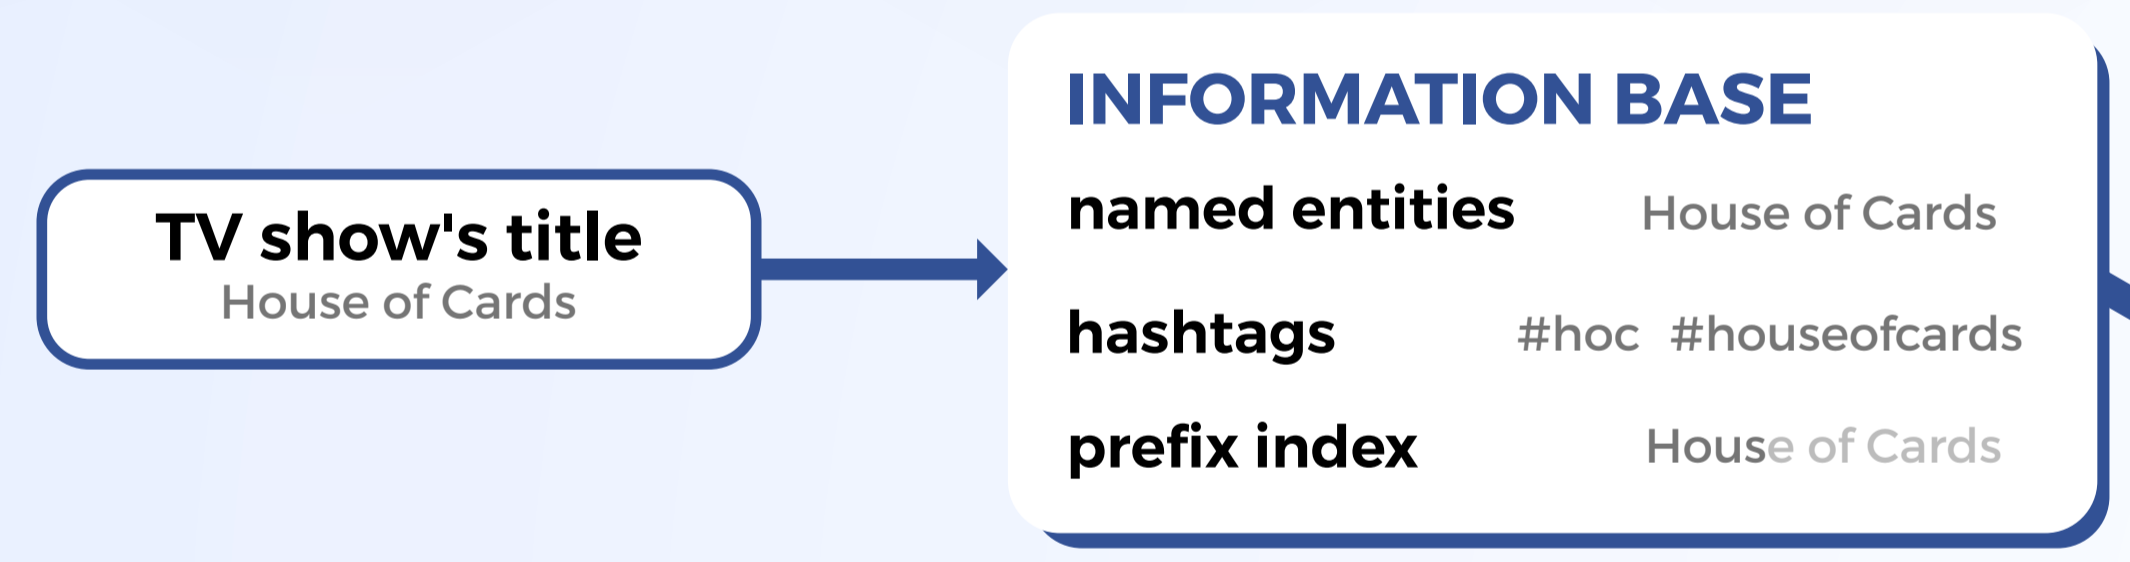 TV show's title
House of Cards
INFORMATION BASE
named entities House of Cards
hashtags #hoc #houseofcards
prefix index House of Cards